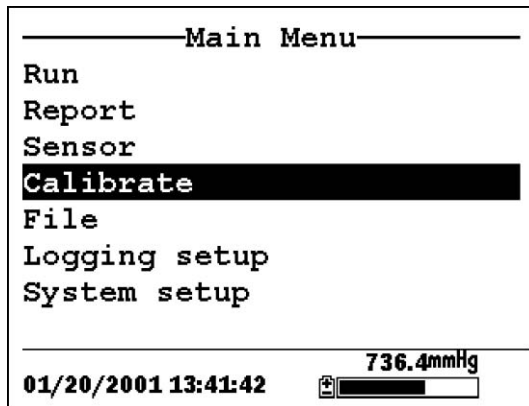 Main Menu
Run
Report
Sensor
Calibrate
File
Logging setup
System setup
736.4mmHg
01/20/2001 13:41:42